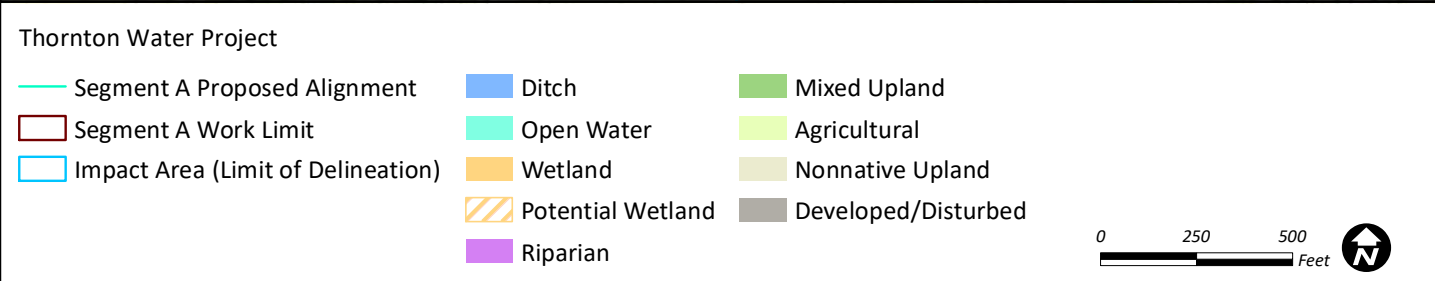 Thornton Water Project
Segment A Proposed Alignment
Segment A Work Limit
Impact Area (Limit of Delineation)
Ditch
Open Water
Wetland
Potential Wetland
Riparian
Mixed Upland
Agricultural
Nonnative Upland
Developed/Disturbed
0 250 500
Feet
N